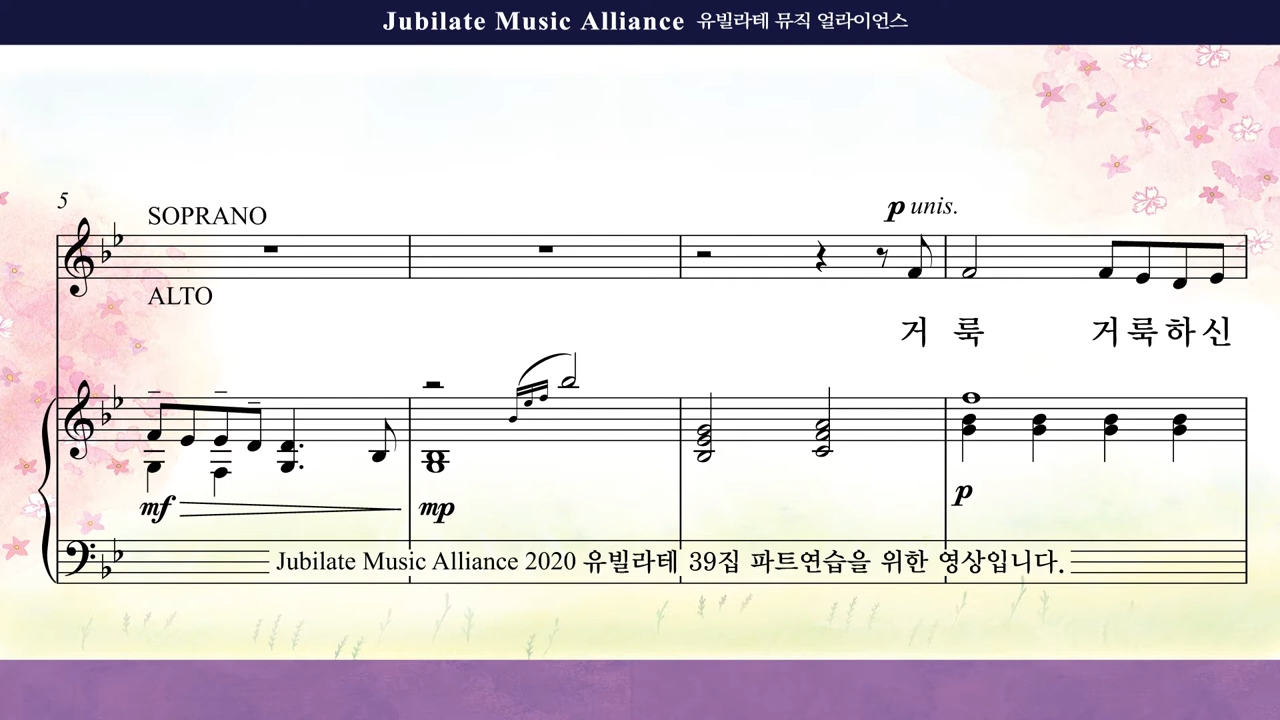 Jubilate Music Alliance 유빌라테 뮤직 얼라이언스
5
SOPRANO
p unis.
ALTO
거 룩 거 룩 하 신
mf mp p
Jubilate Music Alliance 2020 유빌라테 39집 파트연습을 위한 영상입니다.